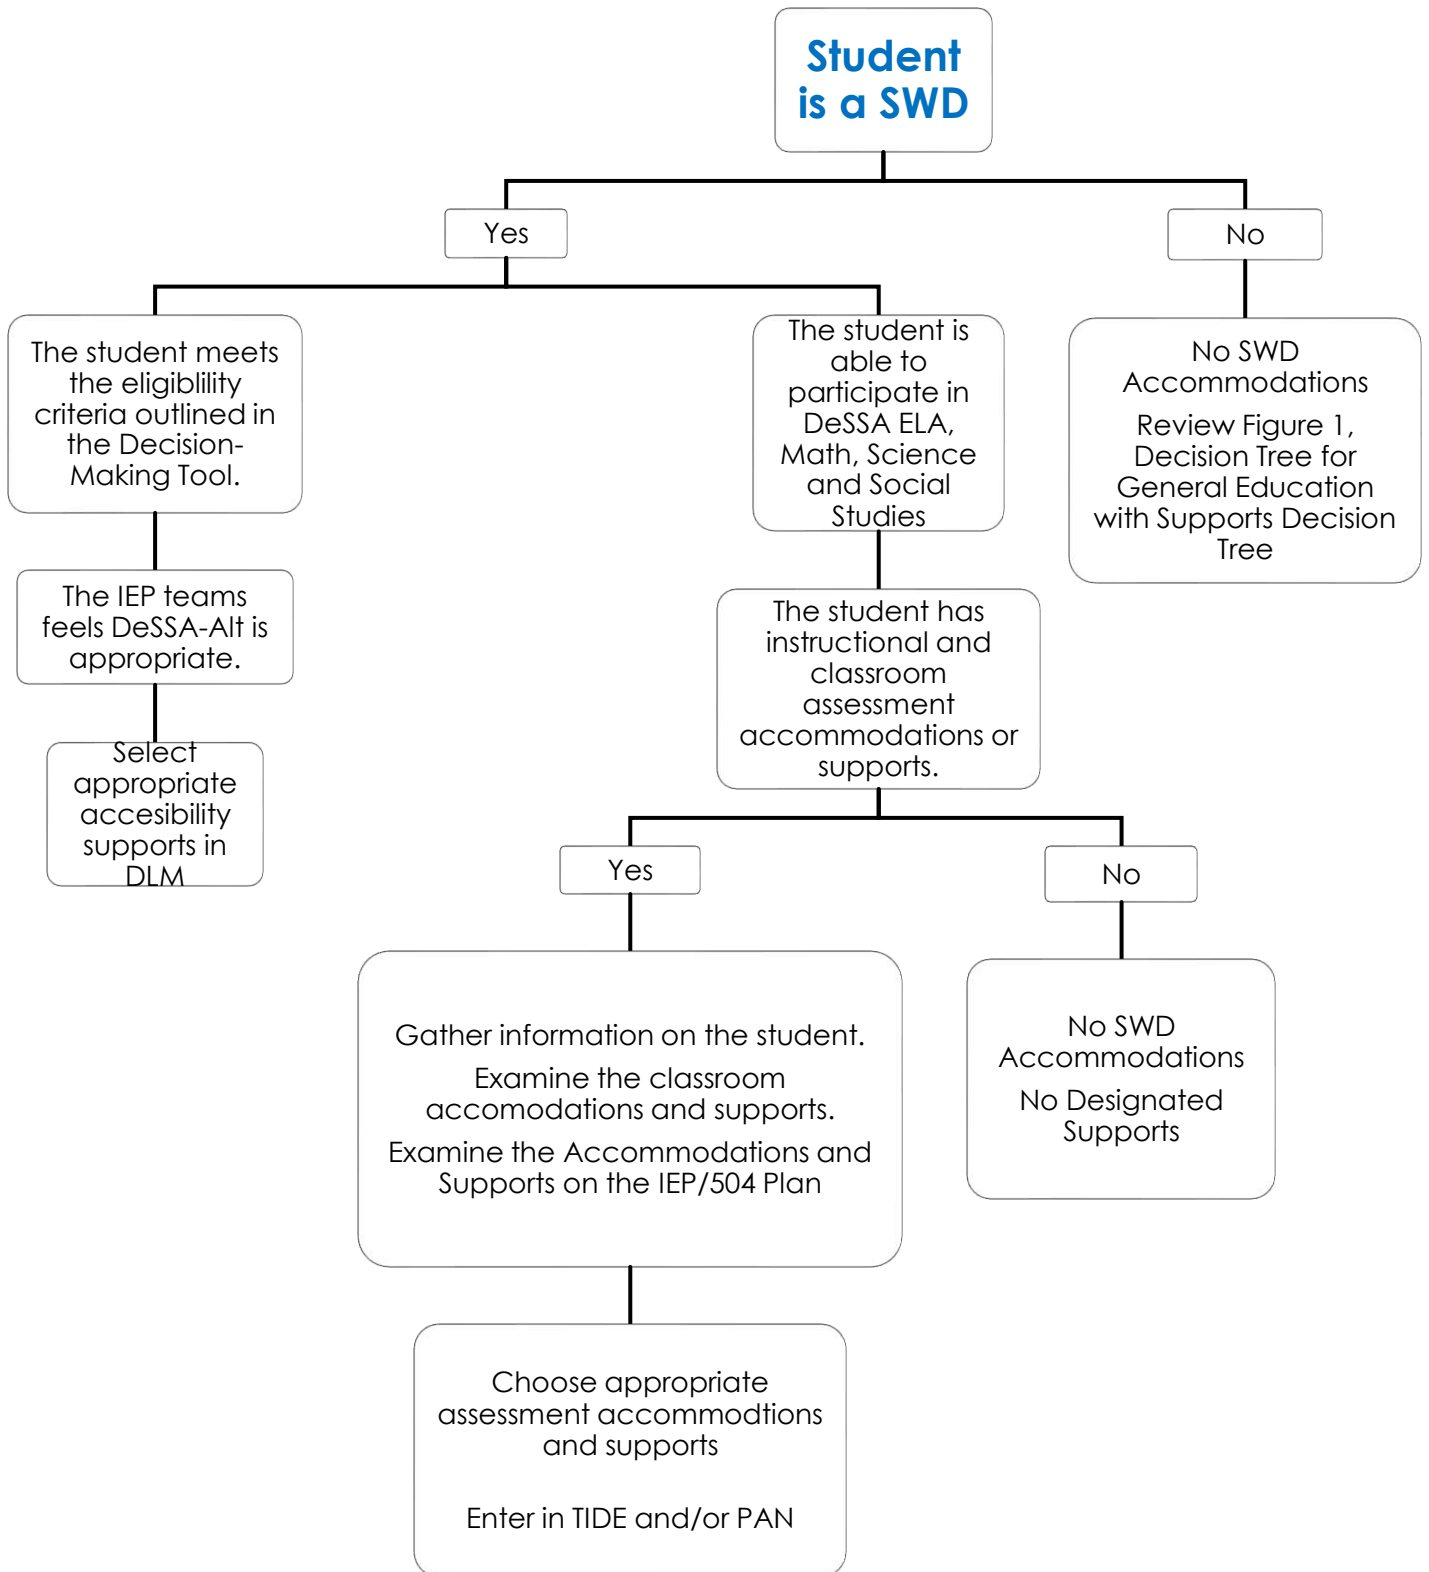 Student
is a SWD
Yes
No
The student meets
the eligiblility
criteria outlined in
the Decision-
Making Tool.
The student is
able to
participate in
DeSSA ELA,
Math, Science
and Social
Studies
No SWD
Accommodations
Review Figure 1,
Decision Tree for
General Education
with Supports Decision
Tree
The IEP teams
feels DeSSA-Alt is
appropriate.
The student has
instructional and
classroom
assessment
accommodations or
supports.
Select
appropriate
accesibility
supports in
DLM
Yes
No
Gather information on the student.
Examine the classroom
accomodations and supports.
Examine the Accommodations and
Supports on the IEP/504 Plan
No SWD
Accommodations
No Designated
Supports
Choose appropriate
assessment accommodtions
and supports
Enter in TIDE and/or PAN